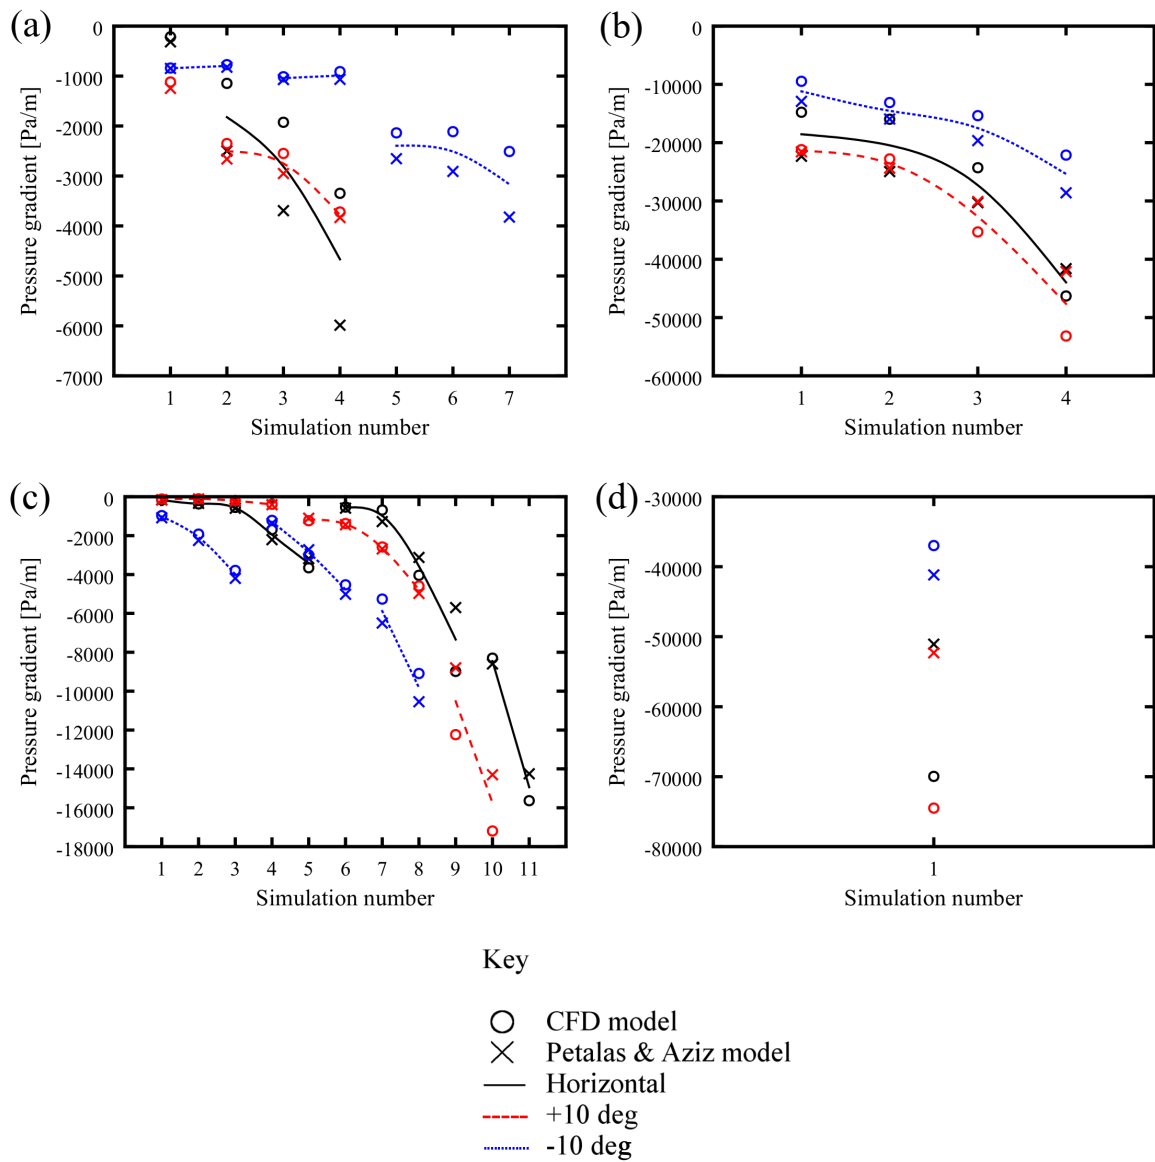 (a)
0
-1000
-2000
-3000
-4000
-5000
-6000
-7000
Pressure gradient [Pa/m]
1 2 3 4 5 6 7
Simulation number
(b)
0
-10000
-20000
-30000
-40000
-50000
-60000
Pressure gradient [Pa/m]
1 2 3 4
Simulation number
(c)
0
-2000
-4000
-6000
-8000
-10000
-12000
-14000
-16000
-18000
Pressure gradient [Pa/m]
1 2 3 4 5 6 7 8 9 10 11
Simulation number
(d)
-30000
-40000
-50000
-60000
-70000
-80000
Pressure gradient [Pa/m]
1
Simulation number
Key
CFD model
Petalas & Aziz model
Horizontal
+10 deg
-10 deg